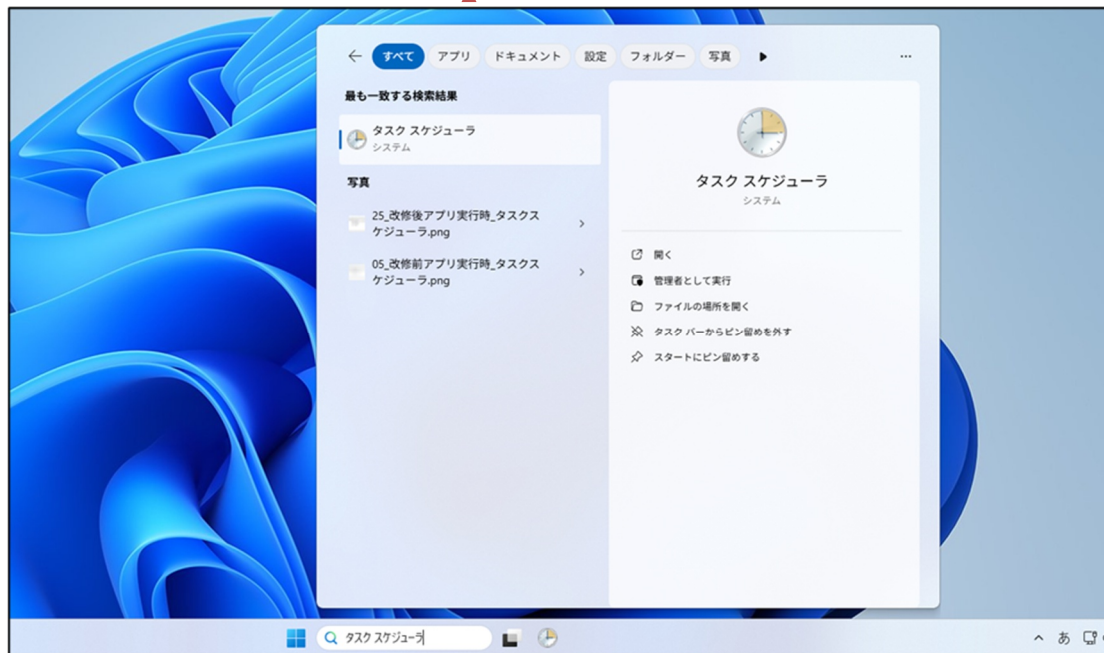 すべて アプリ ドキュメント 設定 フォルダー 写真
最も一致する検索結果
タスク スケジューラ
システム
写真
25_改修後アプリ実行時_タスクス
ケジューラ.png
05_改修前アプリ実行時_タスクス
ケジューラ.png
タスク スケジューラ
システム
開く
管理者として実行
ファイルの場所を開く
タスク バーからピン留めを外す
スタートにピン留めする
タスク スケジューラ
あ